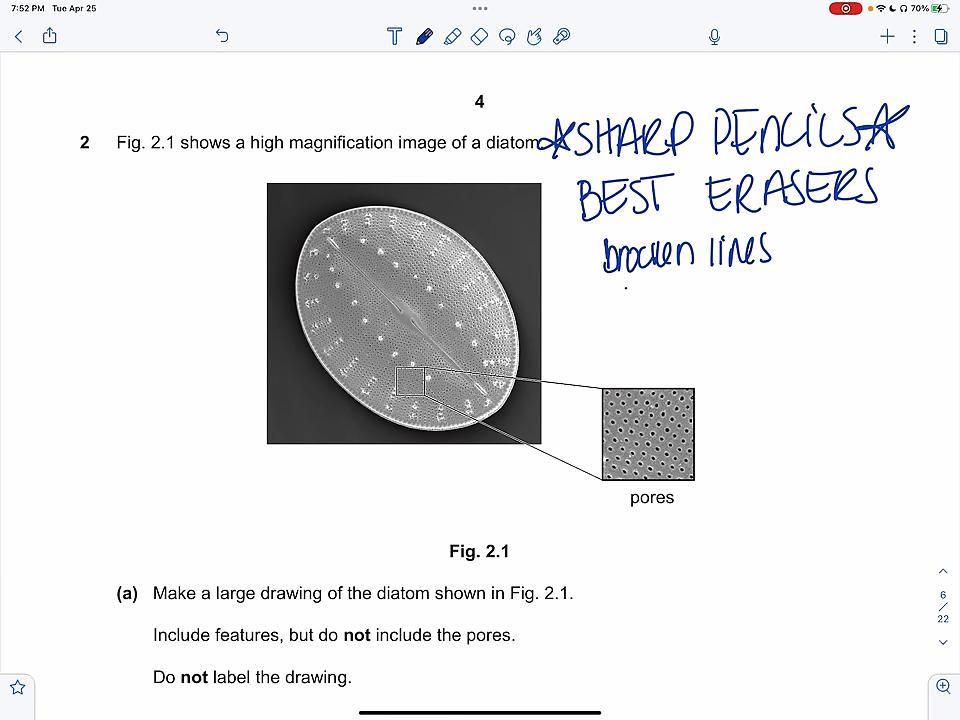 7:52 PM Tue Apr 25
70%
4
2 Fig. 2.1 shows a high magnification image of a diatom
SHARP PENCILS
BEST ERASERS
brocken lines
pores
Fig. 2.1
(a) Make a large drawing of the diatom shown in Fig. 2.1.
Include features, but do not include the pores.
Do not label the drawing.
6
/
22